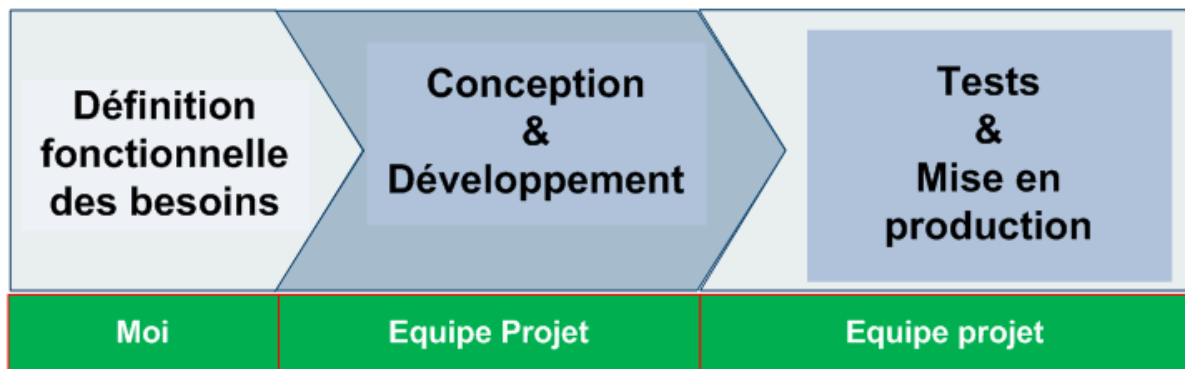 Définition
fonctionnelle
des besoins
Conception
&
Développement
Tests
&
Mise en
production
Moi
Equipe Projet
Equipe projet